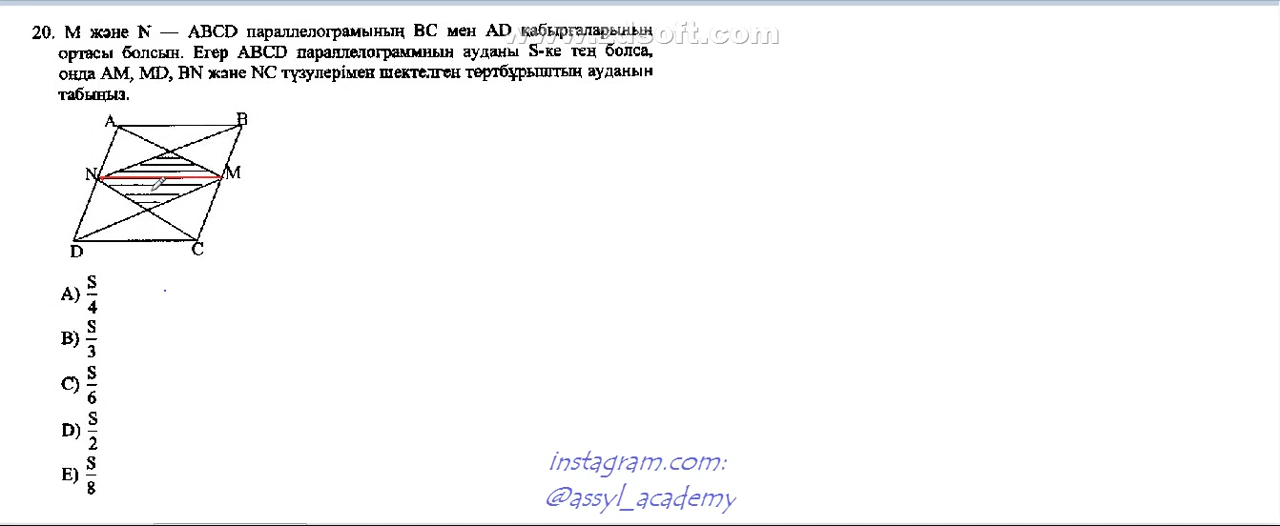 20. М және N — ABCD параллелограмының BC мен AD қабырғаларының
ортасы болсын. Егер ABCD параллелограммның ауданы S-ке тең болса,
онда AM, MD, BN және NC түзулерімен шектелген төртбұрыштың ауданын
табыңыз.
A
B
N
M
D
C
A) S/4
B) S/3
C) S/6
D) S/2
E) S/8
instagram.com:
@assyl_academy